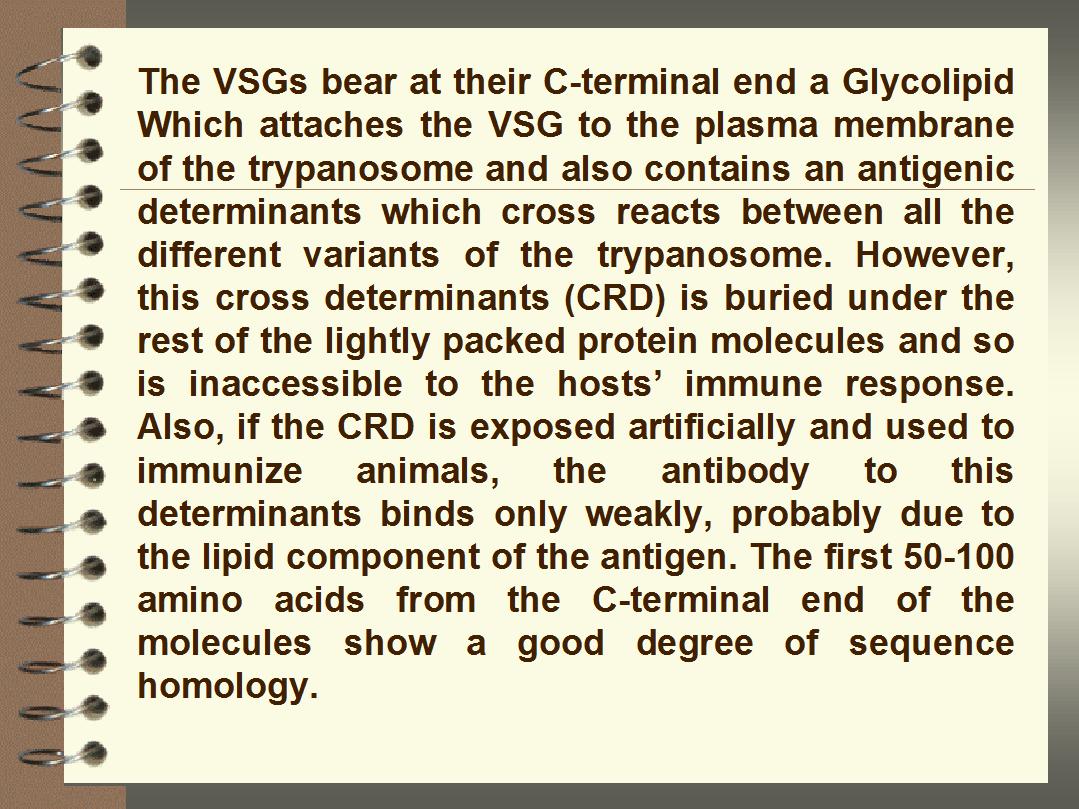 The VSGs bear at their C-terminal end a Glycolipid
Which attaches the VSG to the plasma membrane
of the trypanosome and also contains an antigenic
determinants which cross reacts between all the
different variants of the trypanosome. However,
this cross determinants (CRD) is buried under the
rest of the lightly packed protein molecules and so
is inaccessible to the hosts’ immune response.
Also, if the CRD is exposed artificially and used to
immunize animals, the antibody to this
determinants binds only weakly, probably due to
the lipid component of the antigen. The first 50-100
amino acids from the C-terminal end of the
molecules show a good degree of sequence
homology.